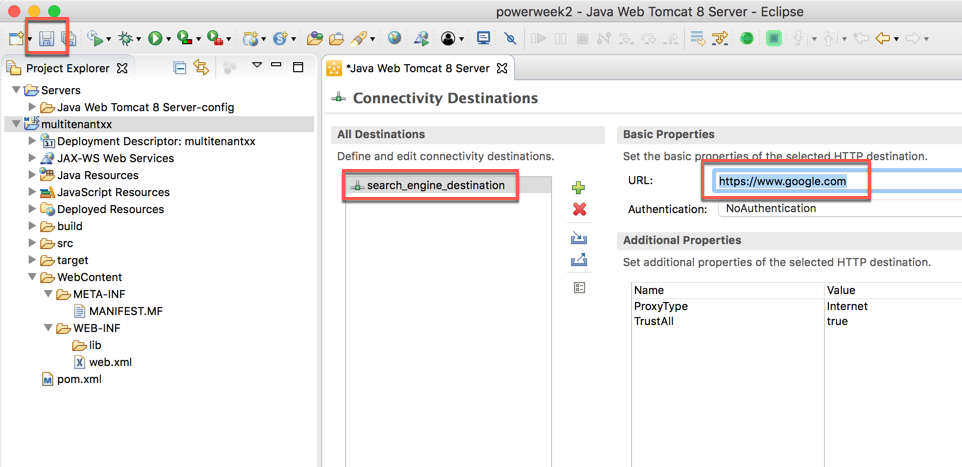 powerweek2 - Java Web Tomcat 8 Server - Eclipse
Project Explorer
Servers
Java Web Tomcat 8 Server-config
multitenantxx
Deployment Descriptor: multitenantxx
JAX-WS Web Services
Java Resources
JavaScript Resources
Deployed Resources
build
src
target
WebContent
META-INF
MANIFEST.MF
WEB-INF
lib
web.xml
pom.xml
*Java Web Tomcat 8 Server
Connectivity Destinations
All Destinations
Define and edit connectivity destinations.
search_engine_destination
Basic Properties
Set the basic properties of the selected HTTP destination.
URL: https://www.google.com
Authentication: NoAuthentication
Additional Properties
Set additional properties of the selected HTTP destination.
Name Value
ProxyType Internet
TrustAll true